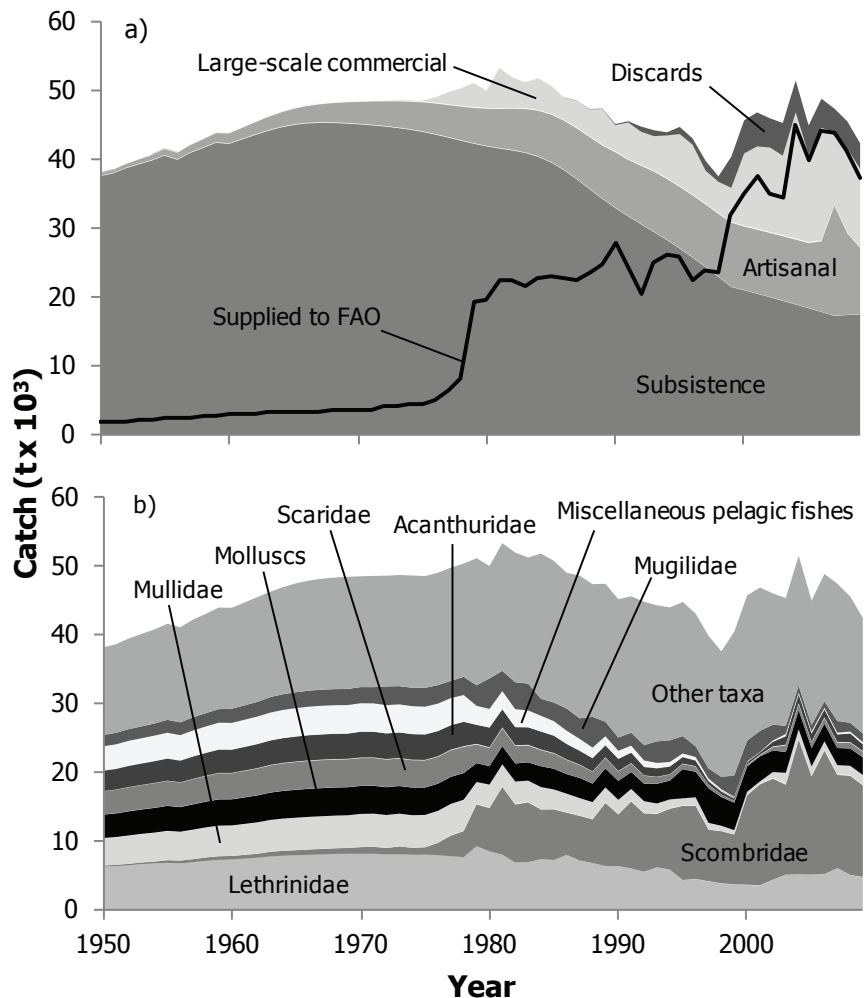 60
a)
50
Large-scale commercial
Discards
40
30
Artisanal
20
Supplied to FAO
10
Subsistence
0
Catch (t x 10³)
60
b)
50
Miscellaneous pelagic fishes
Scaridae
Acanthuridae
Molluscs
Mugilidae
Mullidae
40
30
Other taxa
20
10
Scombridae
Lethrinidae
0
1950 1960 1970 1980 1990 2000
Year